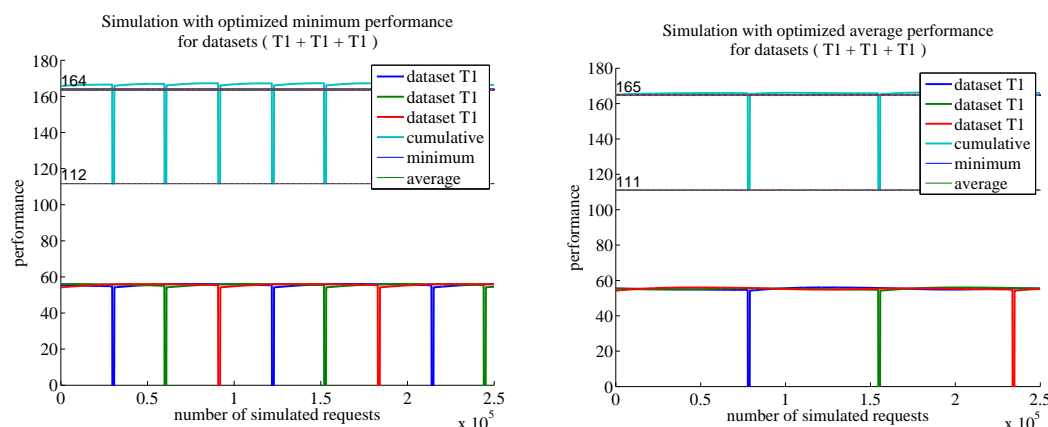 Simulation with optimized minimum performance
for datasets ( T1 + T1 + T1 )
180
160
140
120
100
80
60
40
20
0
164
112
performance
dataset T1
dataset T1
dataset T1
cumulative
minimum
average
0
0.5
1
1.5
2
2.5
number of simulated requests
x 10^5
Simulation with optimized average performance
for datasets ( T1 + T1 + T1 )
180
160
140
120
100
80
60
40
20
0
165
111
performance
dataset T1
dataset T1
dataset T1
cumulative
minimum
average
0
0.5
1
1.5
2
2.5
number of simulated requests
x 10^5